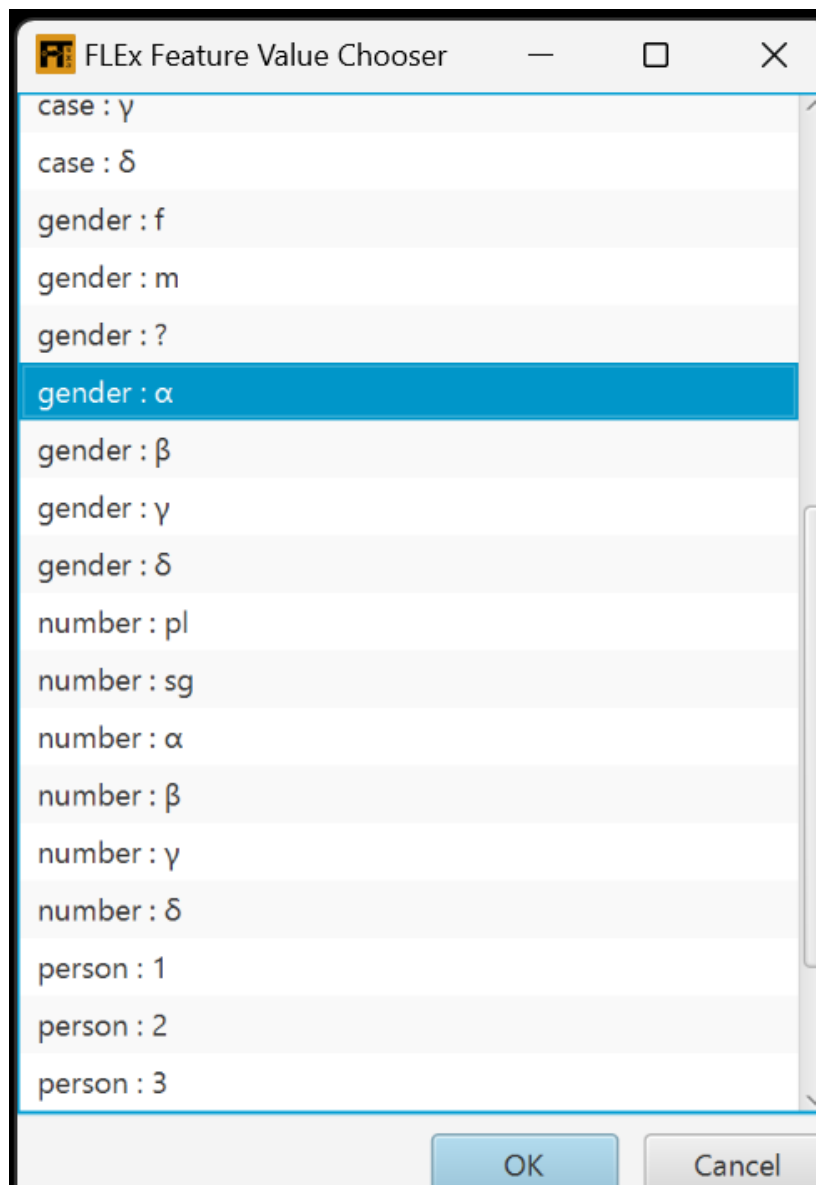 FLEx Feature Value Chooser
case : γ
case : δ
gender : f
gender : m
gender : ?
gender : α
gender : β
gender : γ
gender : δ
number : pl
number : sg
number : α
number : β
number : γ
number : δ
person : 1
person : 2
person : 3
OK Cancel